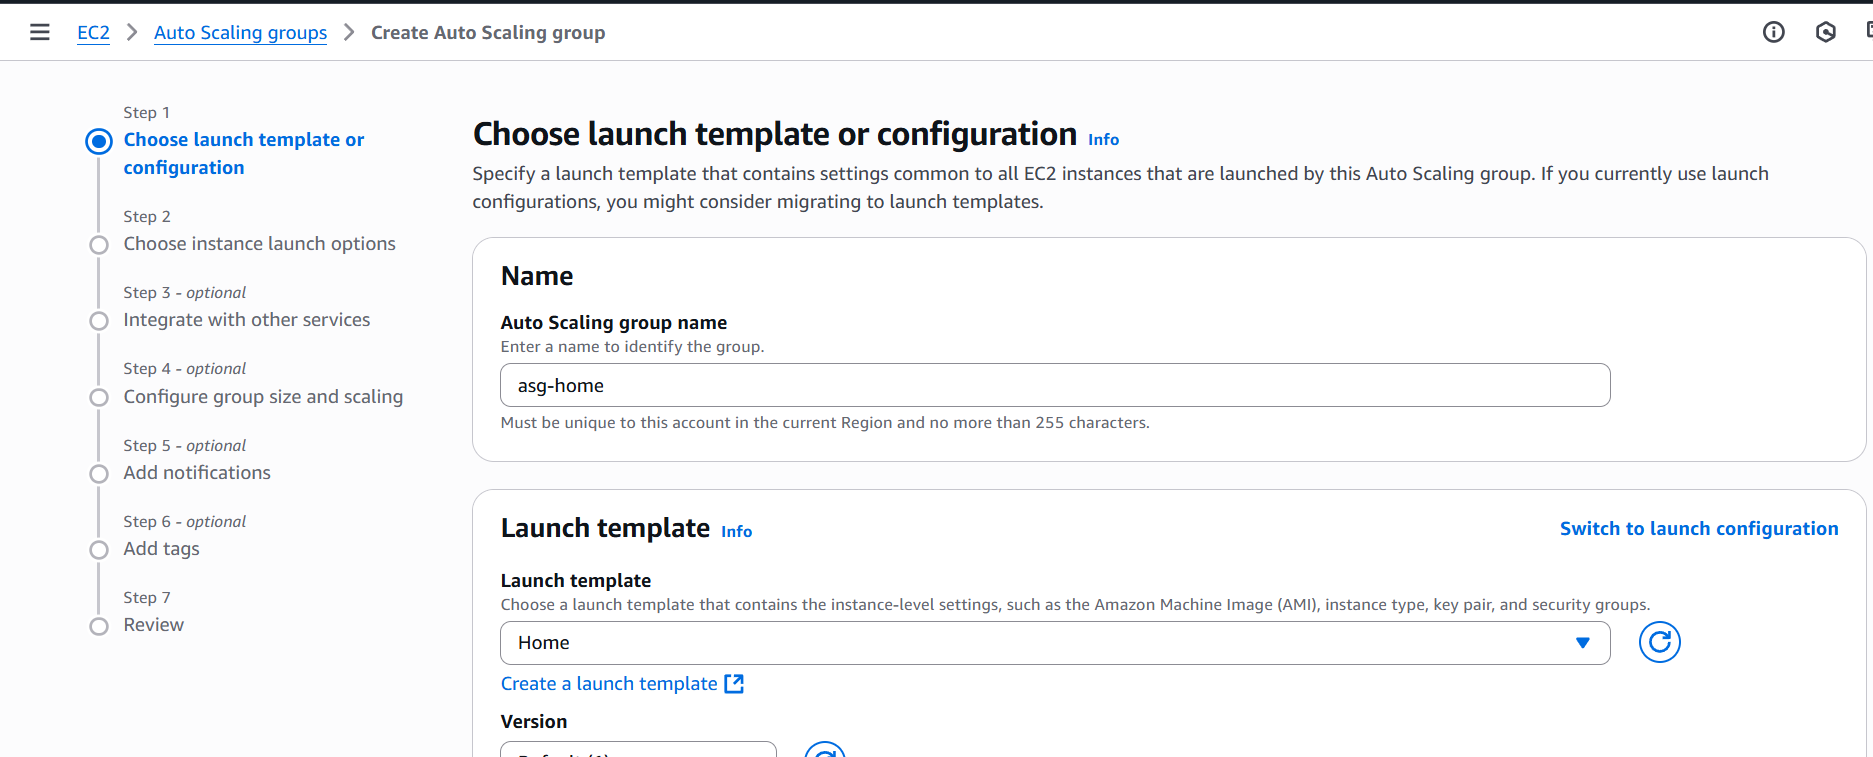 EC2 > Auto Scaling groups > Create Auto Scaling group
Step 1
Choose launch template or
configuration
Step 2
Choose instance launch options
Step 3 - optional
Integrate with other services
Step 4 - optional
Configure group size and scaling
Step 5 - optional
Add notifications
Step 6 - optional
Add tags
Step 7
Review
Choose launch template or configuration Info
Specify a launch template that contains settings common to all EC2 instances that are launched by this Auto Scaling group. If you currently use launch
configurations, you might consider migrating to launch templates.
Name
Auto Scaling group name
Enter a name to identify the group.
asg-home
Must be unique to this account in the current Region and no more than 255 characters.
Launch template Info
Switch to launch configuration
Launch template
Choose a launch template that contains the instance-level settings, such as the Amazon Machine Image (AMI), instance type, key pair, and security groups.
Home
Create a launch template
Version